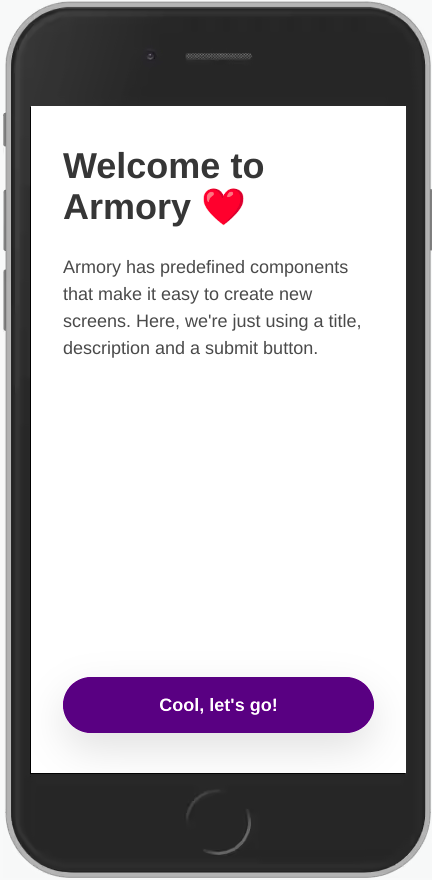 Welcome to
Armory ❤️
Armory has predefined components
that make it easy to create new
screens. Here, we're just using a title,
description and a submit button.
Cool, let's go!